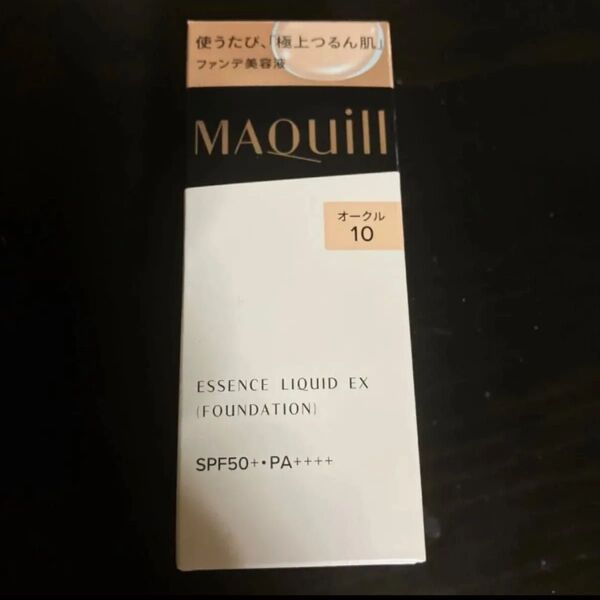 使うたび、「極上つるん肌」
ファンデ美容液
MAQuill
オークル
10
ESSENCE LIQUID EX
(FOUNDATION)
SPF50+・PA++++